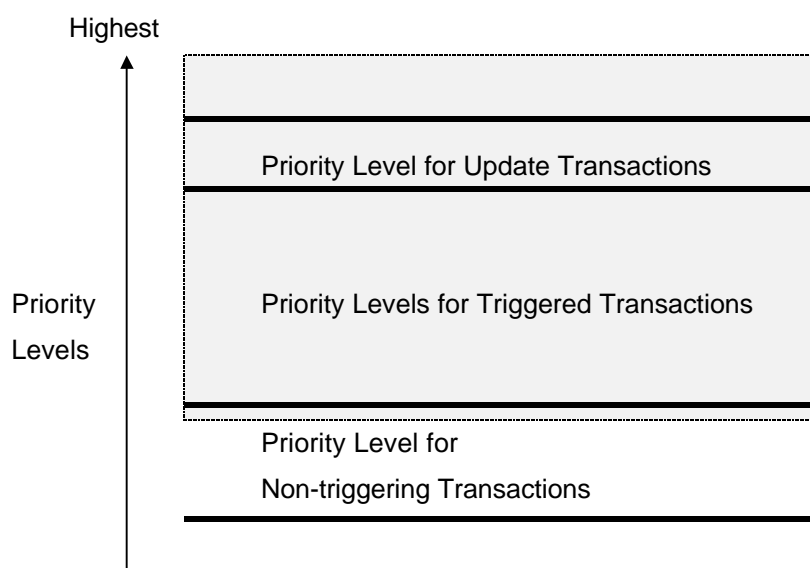 Highest
Priority Level for Update Transactions
Priority
Levels
Priority Levels for Triggered Transactions
Priority Level for
Non-triggering Transactions